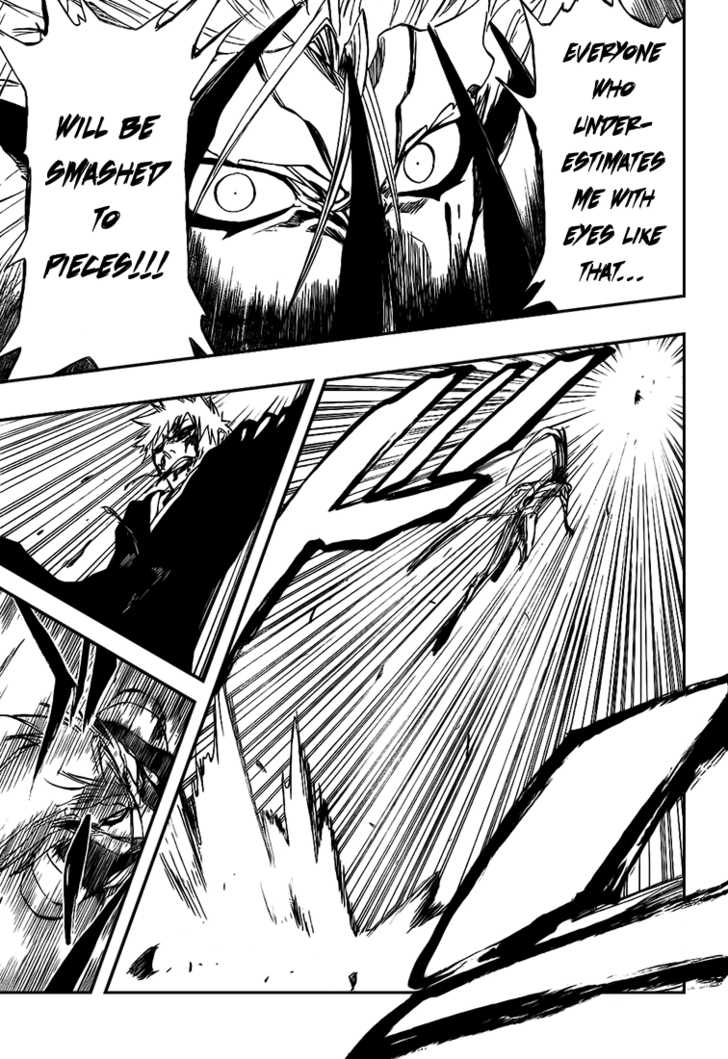 EVERYONE
WHO
UNDER-
ESTIMATES
ME WITH
EYES LIKE
THAT...
WILL BE
SMASHED
TO
PIECES!!!